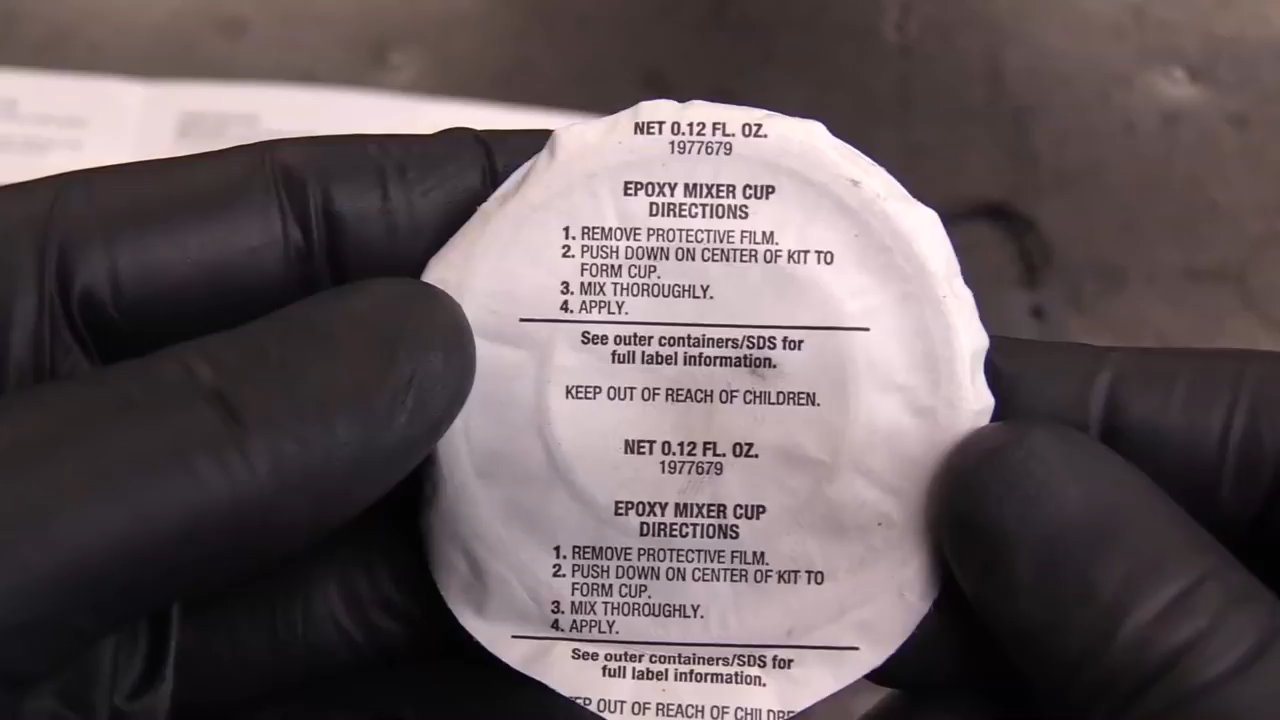 NET 0.12 FL. OZ.
1977679
EPOXY MIXER CUP
DIRECTIONS
1. REMOVE PROTECTIVE FILM.
2. PUSH DOWN ON CENTER OF KIT TO
FORM CUP.
3. MIX THOROUGHLY.
4. APPLY.
See outer containers/SDS for
full label information.
KEEP OUT OF REACH OF CHILDREN.
NET 0.12 FL. OZ.
1977679
EPOXY MIXER CUP
DIRECTIONS
1. REMOVE PROTECTIVE FILM.
2. PUSH DOWN ON CENTER OF KIT TO
FORM CUP.
3. MIX THOROUGHLY.
4. APPLY.
See outer containers/SDS for
full label information.
OUT OF REACH OF